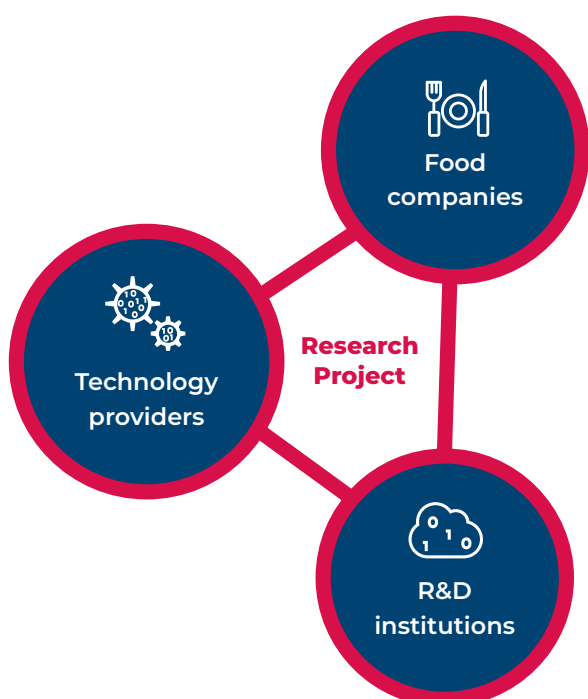 Food
companies
Technology
providers
Research
Project
R&D
institutions